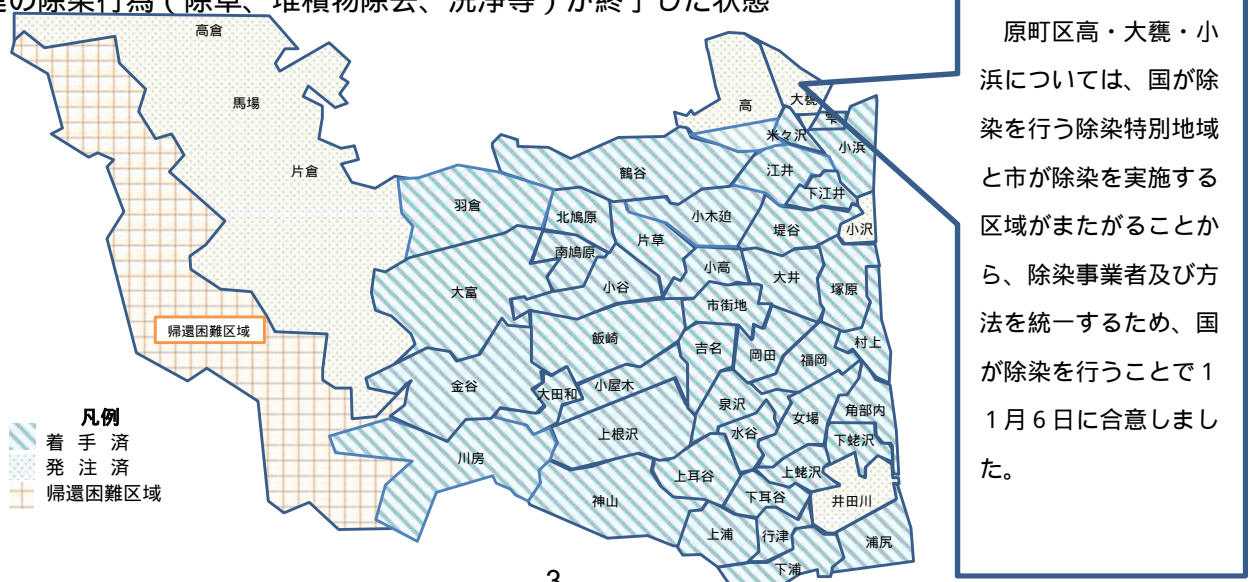 理の除染行為(除草、堆積物除去、洗浄等)が終了した状態
高倉
馬場
片倉
高
大甕
雫
米々沢
小浜
鶴谷
江井
下江井
羽倉
北鳩原
小木廹
片草
堤谷
小沢
南鳩原
小高
大井
小谷
大富
市街地
塚原
帰還困難区域
飯崎
吉名
岡田
福岡
村上
金谷
大田和
小屋木
泉沢
女場
角部内
上根沢
水谷
下蛯沢
川房
上耳谷
上蛯沢
神山
下耳谷
井田川
上浦
行津
浦尻
下浦
凡例
着 手 済
発 注 済
帰還困難区域
原町区高・大甕・小
浜については、国が除
染を行う除染特別地域
と市が除染を実施する
区域がまたがることか
ら、除染事業者及び方
法を統一するため、国
が除染を行うことで1
1月6日に合意しまし
た。
3